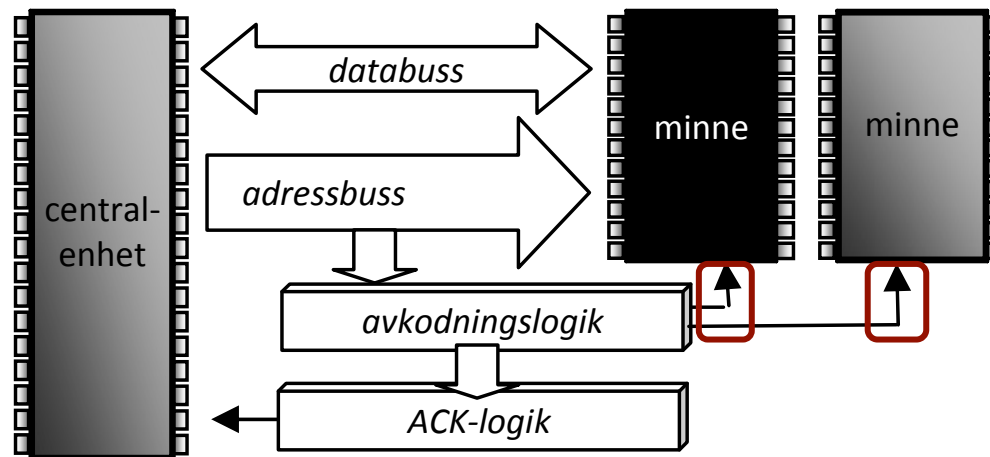 databuss
minne
minne
adressbuss
central-
enhet
avkodningslogik
ACK-logik